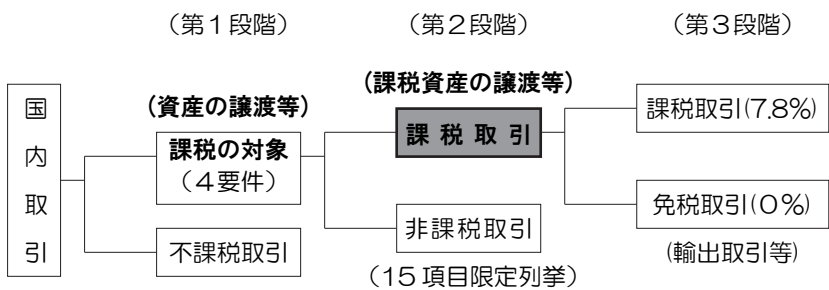 （第１段階）
（第２段階）
（第３段階）
国内取引
（資産の譲渡等）
課税の対象
（４要件）
不課税取引
（課税資産の譲渡等）
課税取引
非課税取引
（15項目限定列挙）
課税取引(7.8%)
免税取引(0%)
(輸出取引等)